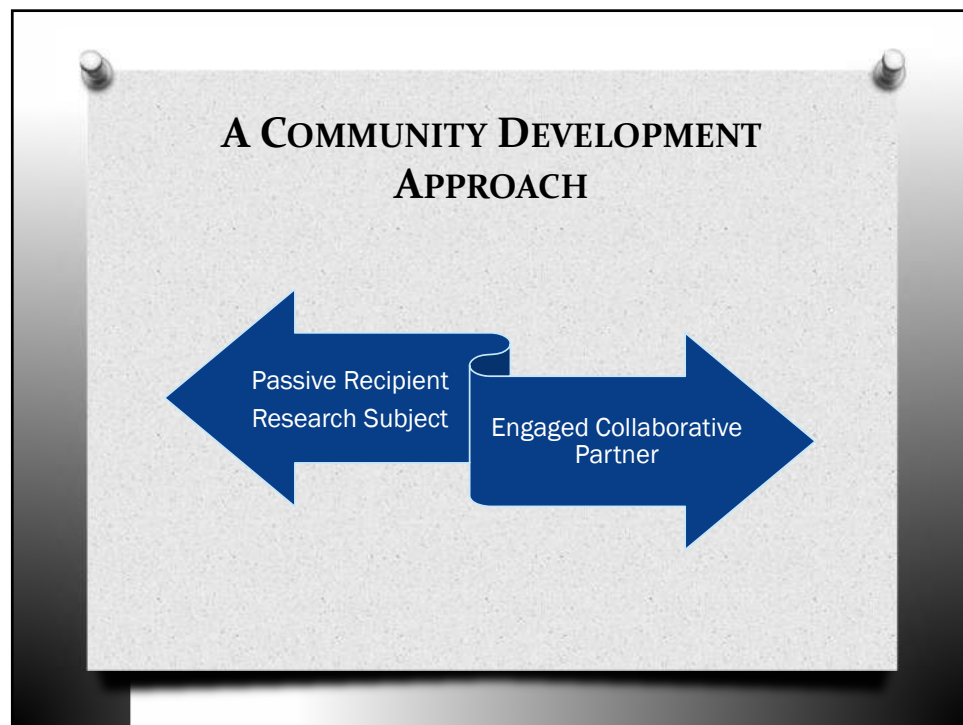 A COMMUNITY DEVELOPMENT
APPROACH
Passive Recipient
Research Subject
Engaged Collaborative
Partner